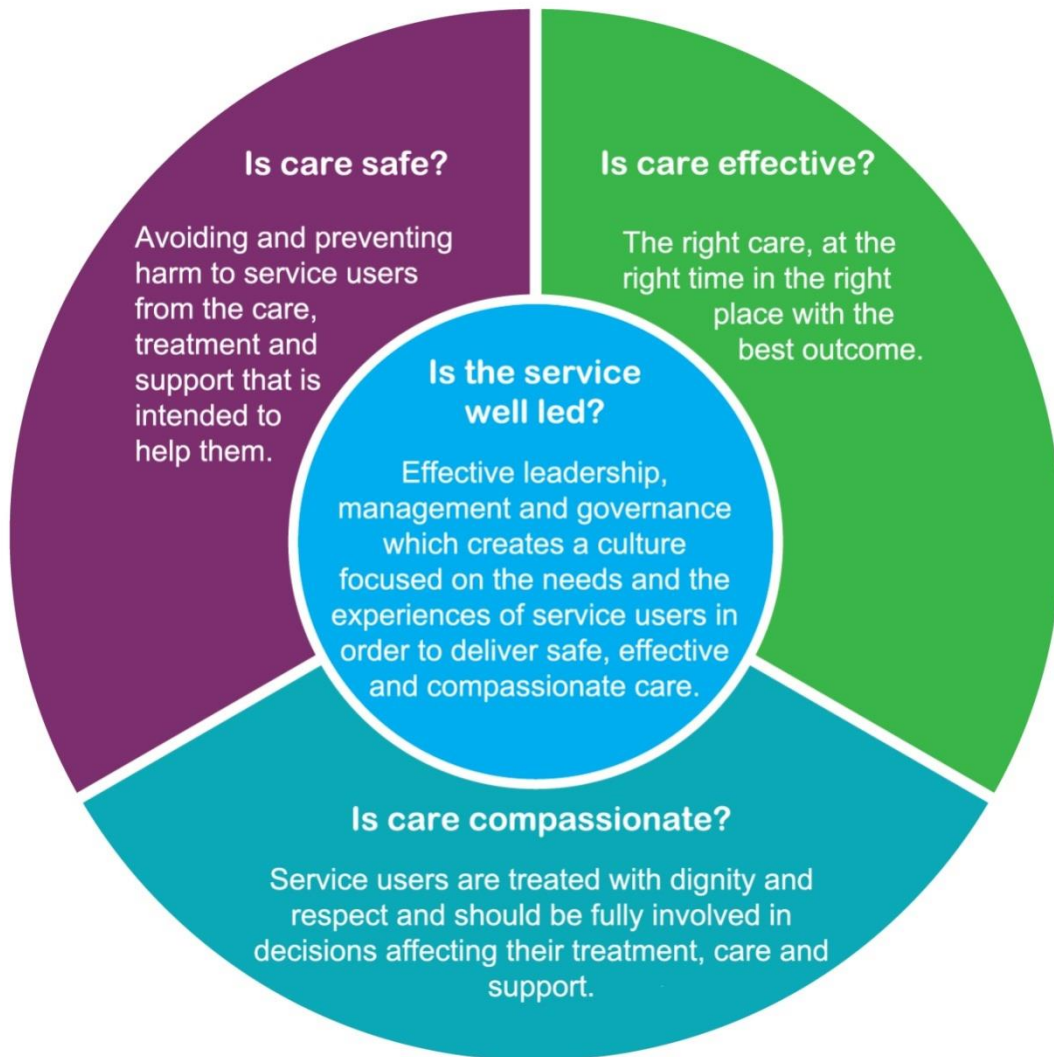 Is care safe?
Avoiding and preventing
harm to service users
from the care,
treatment and
support that is
intended to
help them.
Is care effective?
The right care, at the
right time in the right
place with the
best outcome.
Is the service
well led?
Effective leadership,
management and governance
which creates a culture
focused on the needs and the
experiences of service users in
order to deliver safe, effective
and compassionate care.
Is care compassionate?
Service users are treated with dignity and
respect and should be fully involved in
decisions affecting their treatment, care and
support.